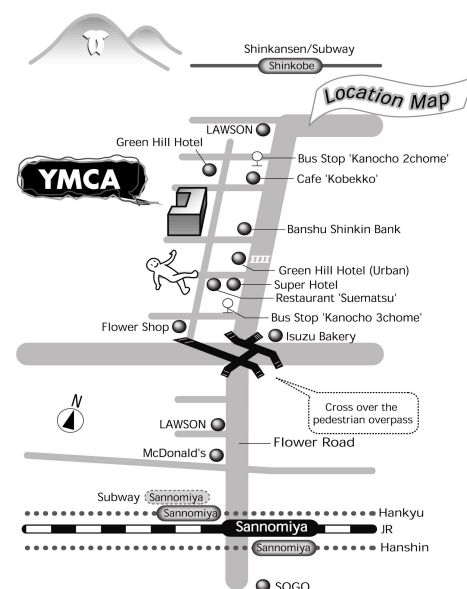 Shinkansen/Subway
Shinkobe
Location Map
LAWSON
Green Hill Hotel
Bus Stop 'Kanocho 2chome'
YMCA
Cafe 'Kobekko'
Banshu Shinkin Bank
Green Hill Hotel (Urban)
Super Hotel
Restaurant 'Suematsu'
Bus Stop 'Kanocho 3chome'
Flower Shop
Isuzu Bakery
N
Cross over the
pedestrian overpass
LAWSON
Flower Road
McDonald's
Subway Sannomiya
Sannomiya
Hankyu
Sannomiya
JR
Sannomiya
Hanshin
SOGO